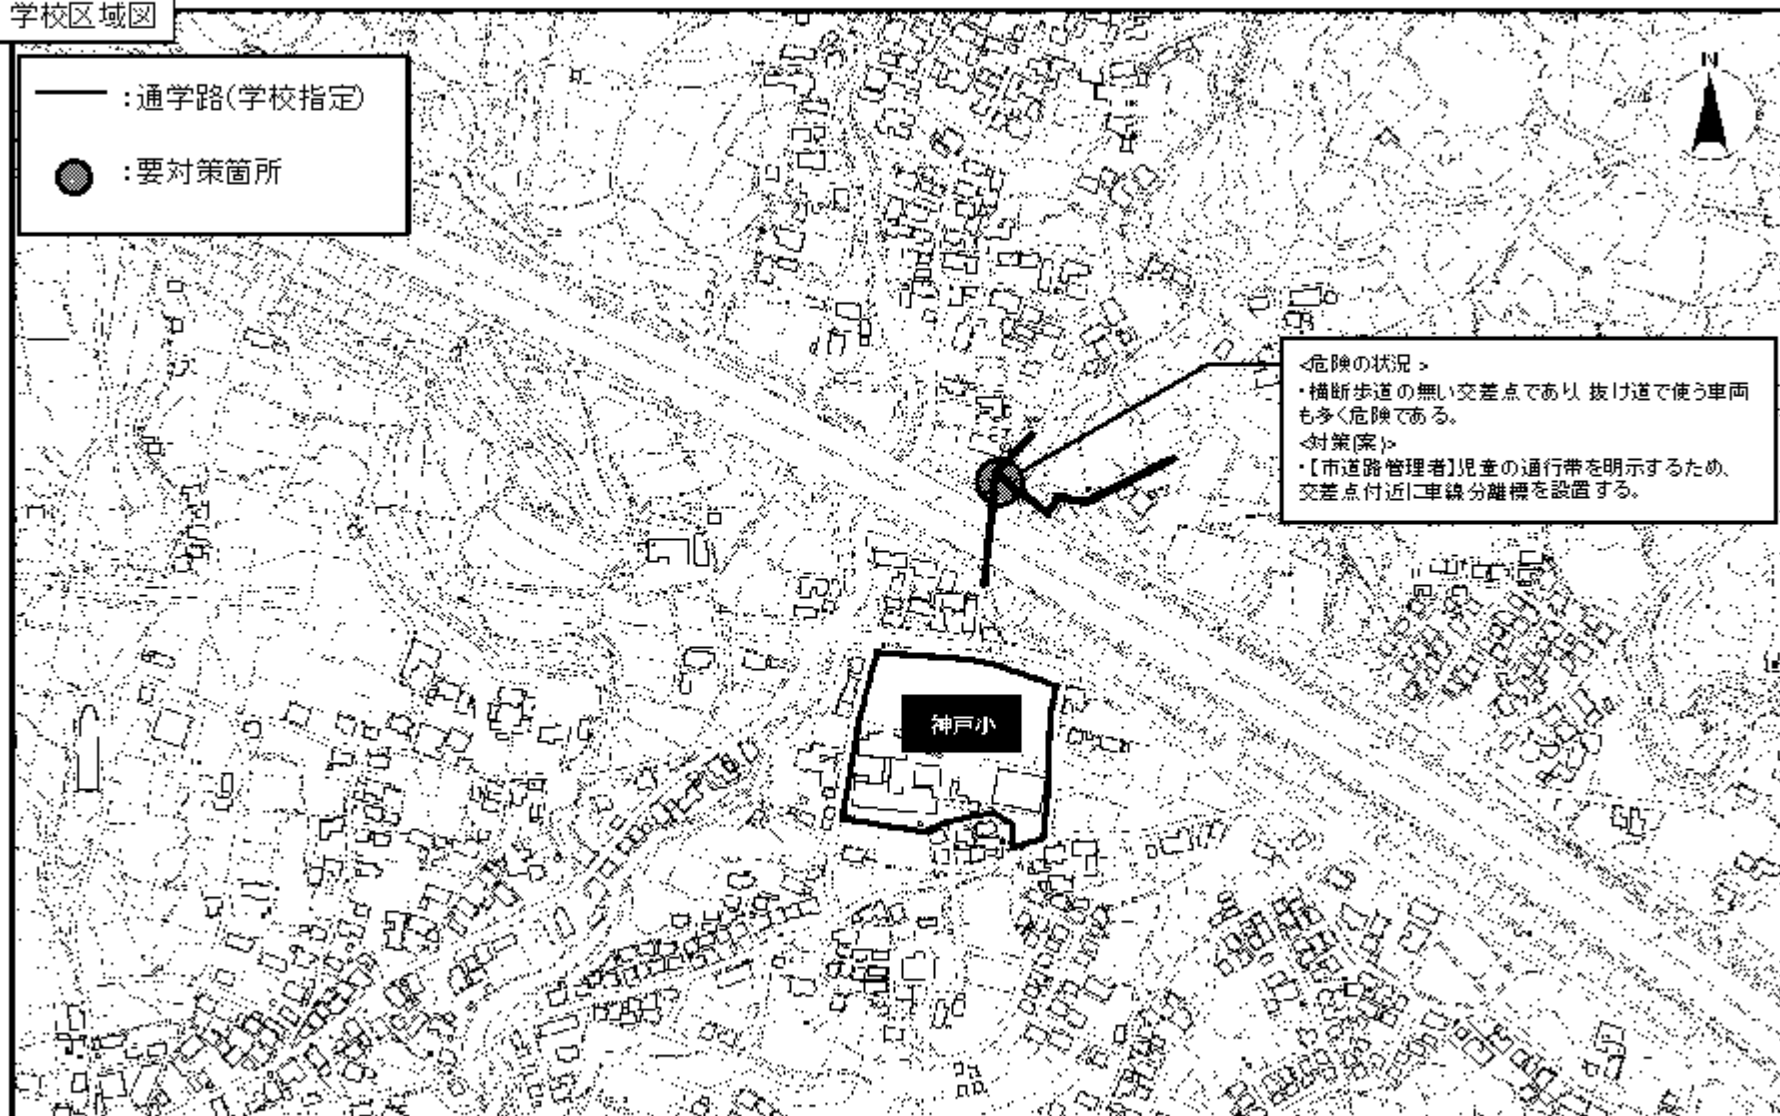 学校区域図
:通学路(学校指定)
:要対策箇所
N
<危険の状況>
・横断歩道の無い交差点であり 抜け道で使う車両
も多く危険である。
<対策(案)>
・【市道路管理者】児童の通行帯を明示するため、
交差点付近に車線分離標を設置する。
神戸小